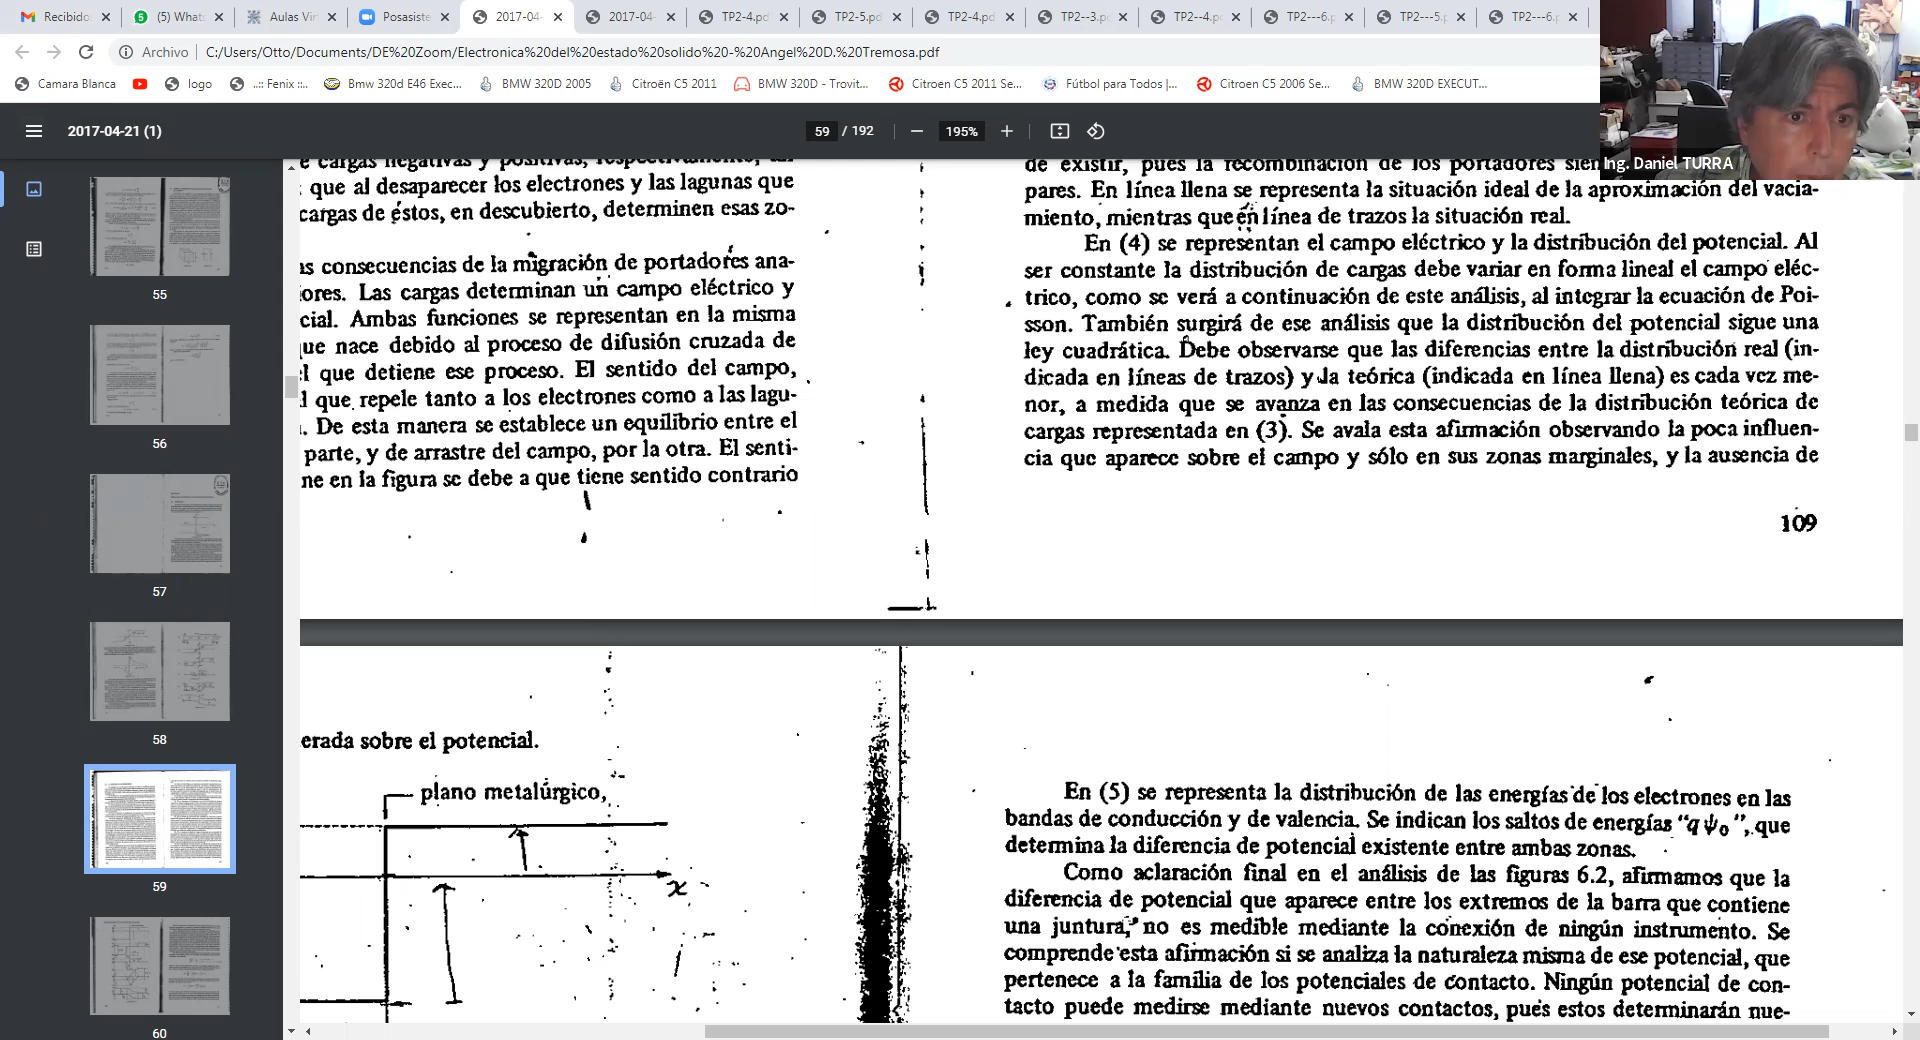 Recibidos
(5) Whats
Aulas Vir
Posasiste
2017-04-
2017-04-
TP2-4.pd
TP2-5.pd
TP2-4.pd
TP2--3.p
TP2--4.p
TP2---6.p
TP2---5.p
TP2---6.p
Archivo
C:/Users/Otto/Documents/DE%20Zoom/Electronica%20del%20estado%20solido%20-%20Angel%20D.%20Tremosa.pdf
Camara Blanca
logo
..:: Fenix ::..
Bmw 320d E46 Exec...
BMW 320D 2005
Citroën C5 2011
BMW 320D - Trovit...
Citroen C5 2011 Se...
Fútbol para Todos |...
Citroen C5 2006 Se...
BMW 320D EXECUT...
2017-04-21 (1)
59 / 192
195%
Ing. Daniel TURRA
55
56
57
58
59
60
e cargas negativas y positivas, respectivamente,
que al desaparecer los electrones y las lagunas que
cargas de éstos, en descubierto, determinen esas zo-
as consecuencias de la migración de portadores ana-
ores. Las cargas determinan un campo eléctrico y
cial. Ambas funciones se representan en la misma
ue nace debido al proceso de difusión cruzada de
l que detiene ese proceso. El sentido del campo,
l que repele tanto a los electrones como a las lagu-
. De esta manera se establece un equilibrio entre el
parte, y de arrastre del campo, por la otra. El senti-
ne en la figura se debe a que tiene sentido contrario
de existir, pues la recombinación de los portadores
pares. En línea llena se representa la situación ideal de la aproximación del vacia-
miento, mientras que en línea de trazos la situación real.
En (4) se representan el campo eléctrico y la distribución del potencial. Al
ser constante la distribución de cargas debe variar en forma lineal el campo eléc-
trico, como se verá a continuación de este análisis, al integrar la ecuación de Poi-
sson. También surgirá de ese análisis que la distribución del potencial sigue una
ley cuadrática. Debe observarse que las diferencias entre la distribución real (in-
dicada en líneas de trazos) y la teórica (indicada en línea llena) es cada vez me-
nor, a medida que se avanza en las consecuencias de la distribución teórica de
cargas representada en (3). Se avala esta afirmación observando la poca influen-
cia que aparece sobre el campo y sólo en sus zonas marginales, y la ausencia de
109
erada sobre el potencial.
plano metalúrgico,
x
En (5) se representa la distribución de las energías de los electrones en las
bandas de conducción y de valencia. Se indican los saltos de energías "q ψ₀", que
determina la diferencia de potencial existente entre ambas zonas.
Como aclaración final en el análisis de las figuras 6.2, afirmamos que la
diferencia de potencial que aparece entre los extremos de la barra que contiene
una juntura, no es medible mediante la conexión de ningún instrumento. Se
comprende esta afirmación si se analiza la naturaleza misma de ese potencial, que
pertenece a la familia de los potenciales de contacto. Ningún potencial de con-
tacto puede medirse mediante nuevos contactos, pues estos determinarán nue-